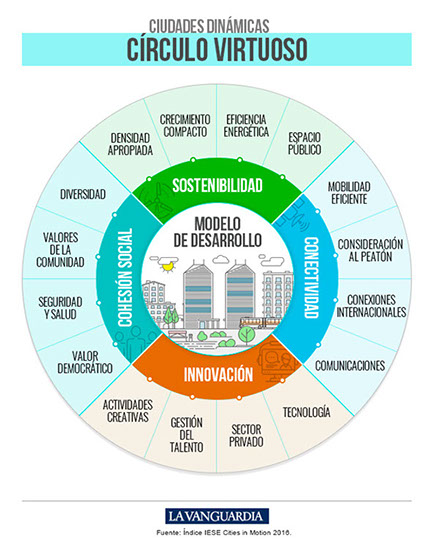 CIUDADES DINÁMICAS
CÍRCULO VIRTUOSO
DENSIDAD
APROPIADA
CRECIMIENTO
COMPACTO
EFICIENCIA
ENERGÉTICA
ESPACIO
PÚBLICO
SOSTENIBILIDAD
MOVILIDAD
EFICIENTE
CONSIDERACIÓN
AL PEATÓN
CONEXIONES
INTERNACIONALES
COMUNICACIONES
CONECTIVIDAD
TECNOLOGÍA
SECTOR
PRIVADO
GESTIÓN
DEL
TALENTO
ACTIVIDADES
CREATIVAS
INNOVACIÓN
VALOR
DEMOCRÁTICO
SEGURIDAD
Y SALUD
VALORES
DE LA
COMUNIDAD
DIVERSIDAD
COHESIÓN SOCIAL
MODELO
DE DESARROLLO
LA VANGUARDIA
Fuente: Índice IESE Cities in Motion 2016.